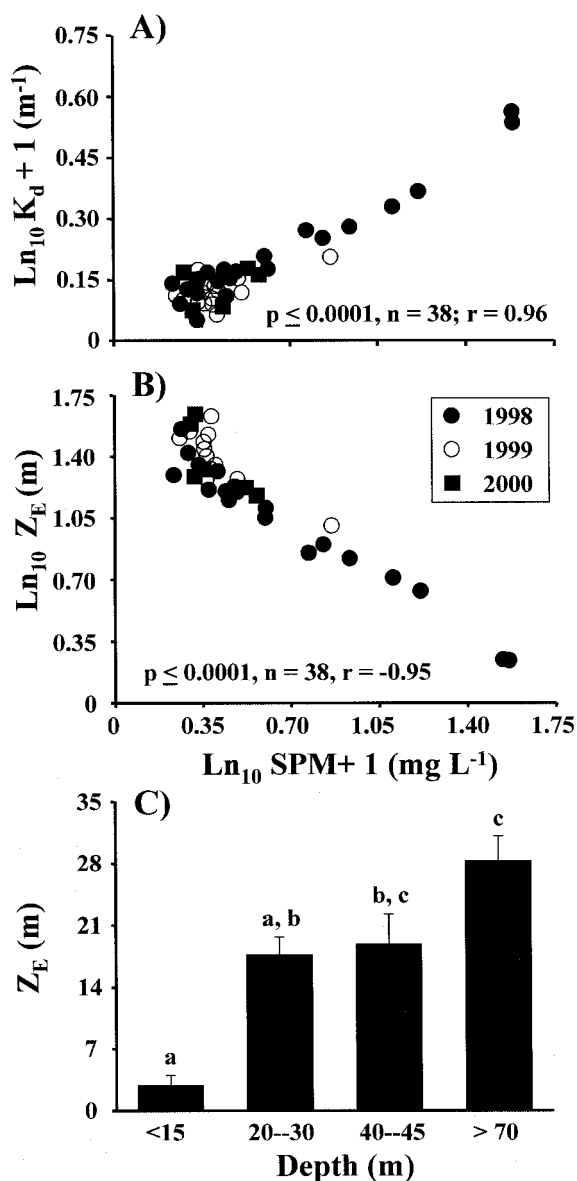 A)
Ln10 Kd + 1 (m-1)
0.75
0.60
0.45
0.30
0.15
0
p ≤ 0.0001, n = 38; r = 0.96
B)
Ln10 ZE (m)
1.75
1.40
1.05
0.70
0.35
0
1998
1999
2000
p ≤ 0.0001, n = 38, r = -0.95
0 0.35 0.70 1.05 1.40 1.75
Ln10 SPM+ 1 (mg L-1)
C)
ZE (m)
35
28
21
14
7
0
a
a, b
b, c
c
<15 20--30 40--45 > 70
Depth (m)